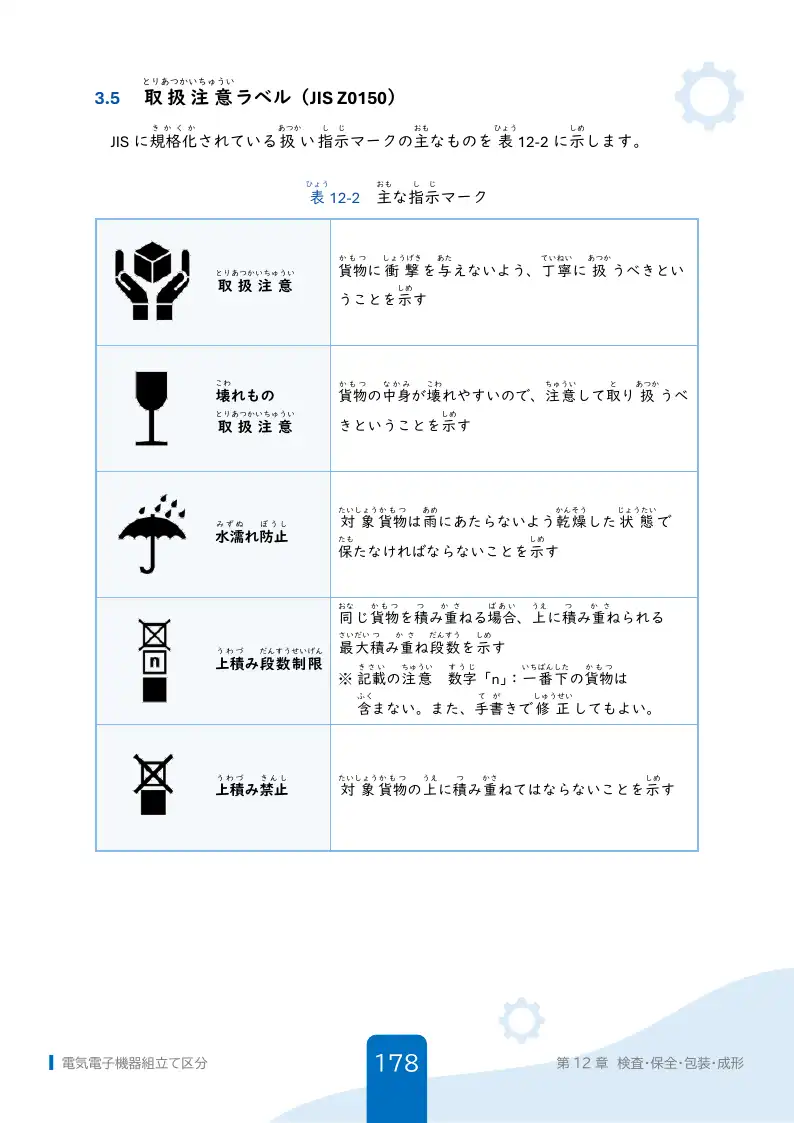 3.5 取扱注意ラベル（JIS Z0150）
とりあつかいちゅうい
JIS に規格化されている扱い指示マークの主なものを表 12-2 に示します。
きかくか あつか しじ おも ひょう しめ
表 12-2 主な指示マーク
ひょう おも しじ
取扱注意
とりあつかいちゅうい
貨物に衝撃を与えないよう、丁寧に扱うべきとい
かもつ しょうげき あた ていねい あつか
うことを示す
しめ
壊れもの
こわ
取扱注意
とりあつかいちゅうい
貨物の中身が壊れやすいので、注意して取り扱うべ
かもつ なかみ こわ ちゅうい と あつか
きということを示す
しめ
水濡れ防止
みずぬ ぼうし
対象貨物は雨にあたらないよう乾燥した状態で
たいしょうかもつ あめ かんそう じょうたい
保たなければならないことを示す
たも しめ
n
上積み段数制限
うわづ だんすうせいげん
同じ貨物を積み重ねる場合、上に積み重ねられる
おな かもつ つ かさ ばあい うえ つ かさ
最大積み重ね段数を示す
さいだいつ かさ だんすう しめ
※ 記載の注意 数字「n」：一番下の貨物は
きさい ちゅうい すうじ いちばんした かもつ
含まない。また、手書きで修正してもよい。
ふく てが しゅうせい
上積み禁止
うわづ きんし
対象貨物の上に積み重ねてはならないことを示す
たいしょうかもつ うえ つ かさ しめ
電気電子機器組立て区分
178
第 12 章 検査・保全・包装・成形